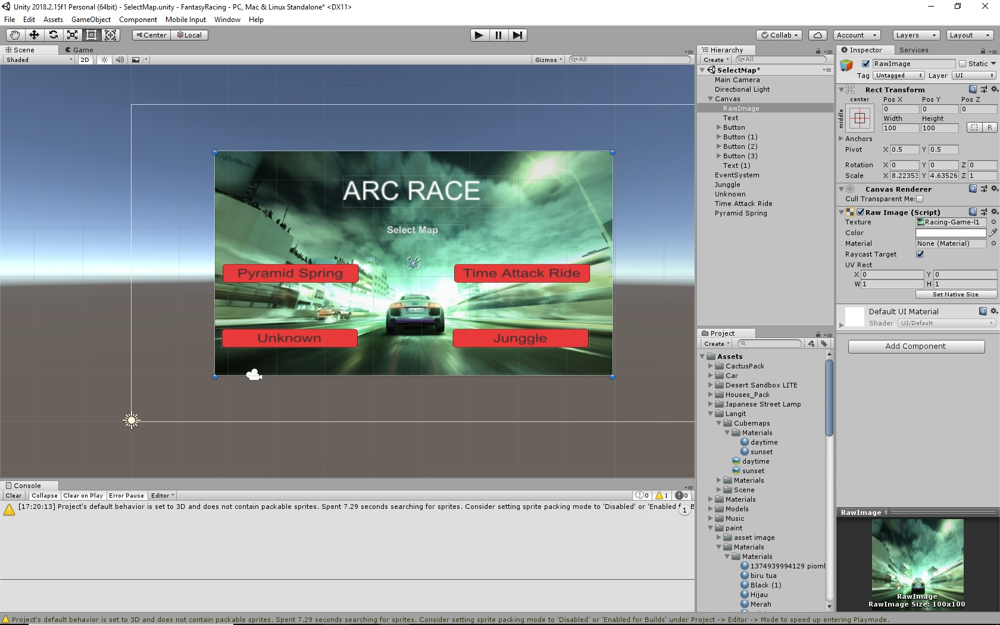 Unity 2018.2.15f1 Personal (64bit) - SelectMap.unity - FantasyRacing - PC, Mac & Linux Standalone* <DX11>
File Edit Assets GameObject Component Mobile Input Window Help
Center Local Collab Account Layers Layout
Scene Game
Shaded 2D Gizmos All
ARC RACE
Select Map
Pyramid Spring Time Attack Ride
Unknown Junggle
Console
Clear Collapse Clear on Play Error Pause Editor 0 1 0
[17:20:13] Project's default behavior is set to 3D and does not contain packable sprites. Spent 7.29 seconds searching for sprites. Consider setting sprite packing mode to 'Disabled' or 'Enabled f
1
Hierarchy
Create All
SelectMap*
Main Camera
Directional Light
Canvas
RawImage
Text
Button
Button (1)
Button (2)
Button (3)
Text (1)
EventSystem
Junggle
Unknown
Time Attack Ride
Pyramid Spring
Project
Create
Assets
CactusPack
Car
Desert Sandbox LITE
Houses_Pack
Japanese Street Lamp
Langit
Cubemaps
Materials
daytime
sunset
daytime
sunset
Materials
Scene
Materials
Models
Music
paint
asset image
Materials
Materials
1374939994129 pioml
biru tua
Black (1)
Hijau
Merah
Inspector Services
RawImage Static
Tag Untagged Layer UI
Rect Transform
center Pos X Pos Y Pos Z
middle 0 0 0
Width Height
100 100 R
Anchors
Pivot X 0.5 Y 0.5
Rotation X 0 Y 0 Z 0
Scale X 8.22353 Y 4.63526 Z 1
Canvas Renderer
Cull Transparent Me
Raw Image (Script)
Texture Racing-Game-l1
Color
Material None (Material)
Raycast Target
UV Rect
X 0 Y 0
W 1 H 1
Set Native Size
Default UI Material
Shader UI/Default
Add Component
RawImage
RawImage
RawImage Size: 100x100
Project's default behavior is set to 3D and does not contain packable sprites. Spent 7.29 seconds searching for sprites. Consider setting sprite packing mode to 'Disabled' or 'Enabled for Builds' under Project -> Editor -> Mode to speed up entering Playmode.